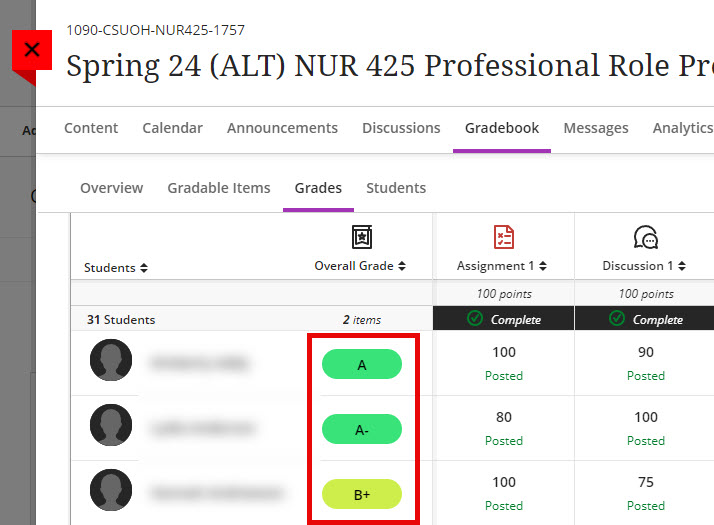 1090-CSUOH-NUR425-1757
Spring 24 (ALT) NUR 425 Professional Role
Content Calendar Announcements Discussions Gradebook Messages Analytics
Overview Gradable Items Grades Students
Students Overall Grade Assignment 1 Discussion 1
100 points 100 points
31 Students 2 items Complete Complete
A 100 90
Posted Posted
A- 80 100
Posted Posted
B+ 100 75
Posted Posted